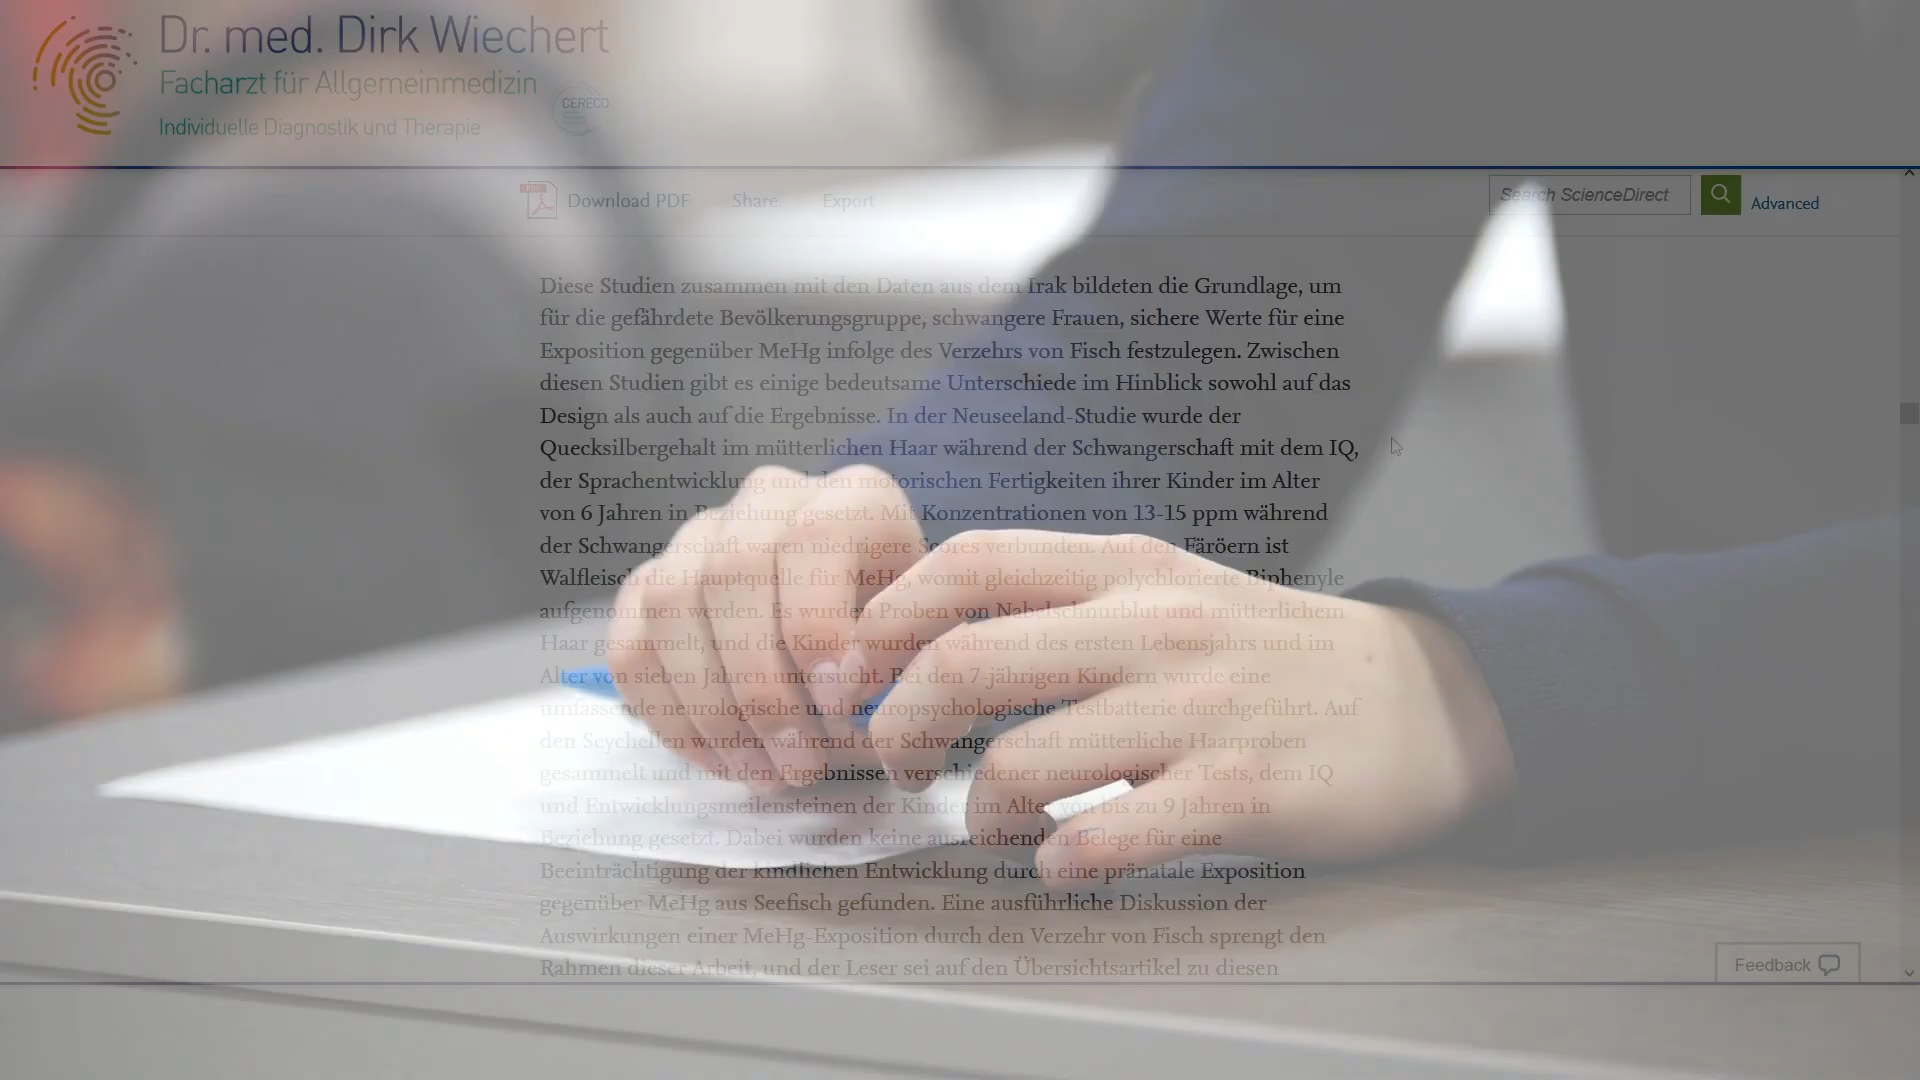 Dr. med. Dirk Wiechert
Facharzt für Allgemeinmedizin
CERECO
Individuelle Diagnostik und Therapie
Download PDF
Share
Export
Search ScienceDirect
Advanced
Diese Studien zusammen mit den Daten aus dem Irak bildeten die Grundlage, um
für die gefährdete Bevölkerungsgruppe, schwangere Frauen, sichere Werte für eine
Exposition gegenüber MeHg infolge des Verzehrs von Fisch festzulegen. Zwischen
diesen Studien gibt es einige bedeutsame Unterschiede im Hinblick sowohl auf das
Design als auch auf die Ergebnisse. In der Neuseeland-Studie wurde der
Quecksilbergehalt im mütterlichen Haar während der Schwangerschaft mit dem IQ,
der Sprachentwicklung und den motorischen Fertigkeiten ihrer Kinder im Alter
von 6 Jahren in Beziehung gesetzt. Mit Konzentrationen von 13-15 ppm während
der Schwangerschaft waren niedrigere Scores verbunden. Auf den Färöern ist
Walfleisch die Hauptquelle für MeHg, womit gleichzeitig polychlorierte Biphenyle
aufgenommen werden. Es wurden Proben von Nabelschnurblut und mütterlichem
Haar gesammelt, und die Kinder wurden während des ersten Lebensjahrs und im
Alter von sieben Jahren untersucht. Bei den 7-jährigen Kindern wurde eine
umfassende neurologische und neuropsychologische Testbatterie durchgeführt. Auf
den Seychellen wurden während der Schwangerschaft mütterliche Haarproben
gesammelt und mit den Ergebnissen verschiedener neurologischer Tests, dem IQ
und Entwicklungsmeilensteinen der Kinder im Alter von bis zu 9 Jahren in
Beziehung gesetzt. Dabei wurden keine ausreichenden Belege für eine
Beeinträchtigung der kindlichen Entwicklung durch eine pränatale Exposition
gegenüber MeHg aus Seefisch gefunden. Eine ausführliche Diskussion der
Auswirkungen einer MeHg-Exposition durch den Verzehr von Fisch sprengt den
Rahmen dieser Arbeit, und der Leser sei auf den Übersichtsartikel zu diesen
Feedback